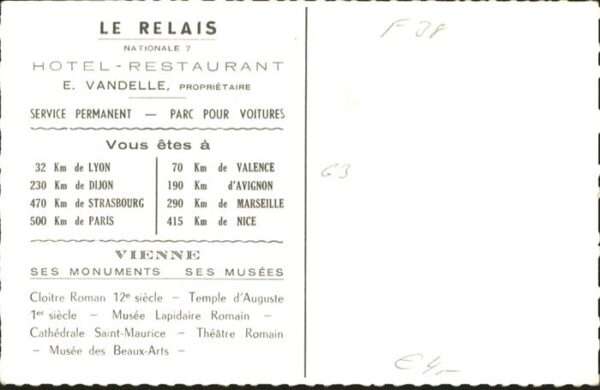 LE RELAIS
NATIONALE 7
HOTEL-RESTAURANT
E. VANDELLE, PROPRIÉTAIRE
SERVICE PERMANENT — PARC POUR VOITURES
Vous êtes à
32 Km de LYON
230 Km de DIJON
470 Km de STRASBOURG
500 Km de PARIS
70 Km de VALENCE
190 Km d'AVIGNON
290 Km de MARSEILLE
415 Km de NICE
VIENNE
SES MONUMENTS SES MUSÉES
Cloitre Roman 12e siècle — Temple d'Auguste
1er siècle — Musée Lapidaire Romain —
Cathédrale Saint-Maurice — Théâtre Romain
— Musée des Beaux-Arts —
F 38
63
€4,-